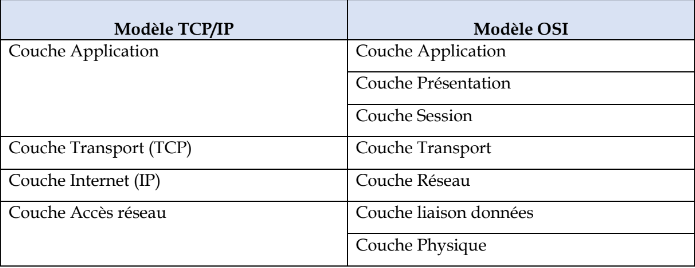 Modèle TCP/IP
Modèle OSI
Couche Application
Couche Application
Couche Présentation
Couche Session
Couche Transport (TCP)
Couche Transport
Couche Internet (IP)
Couche Réseau
Couche Accès réseau
Couche liaison données
Couche Physique